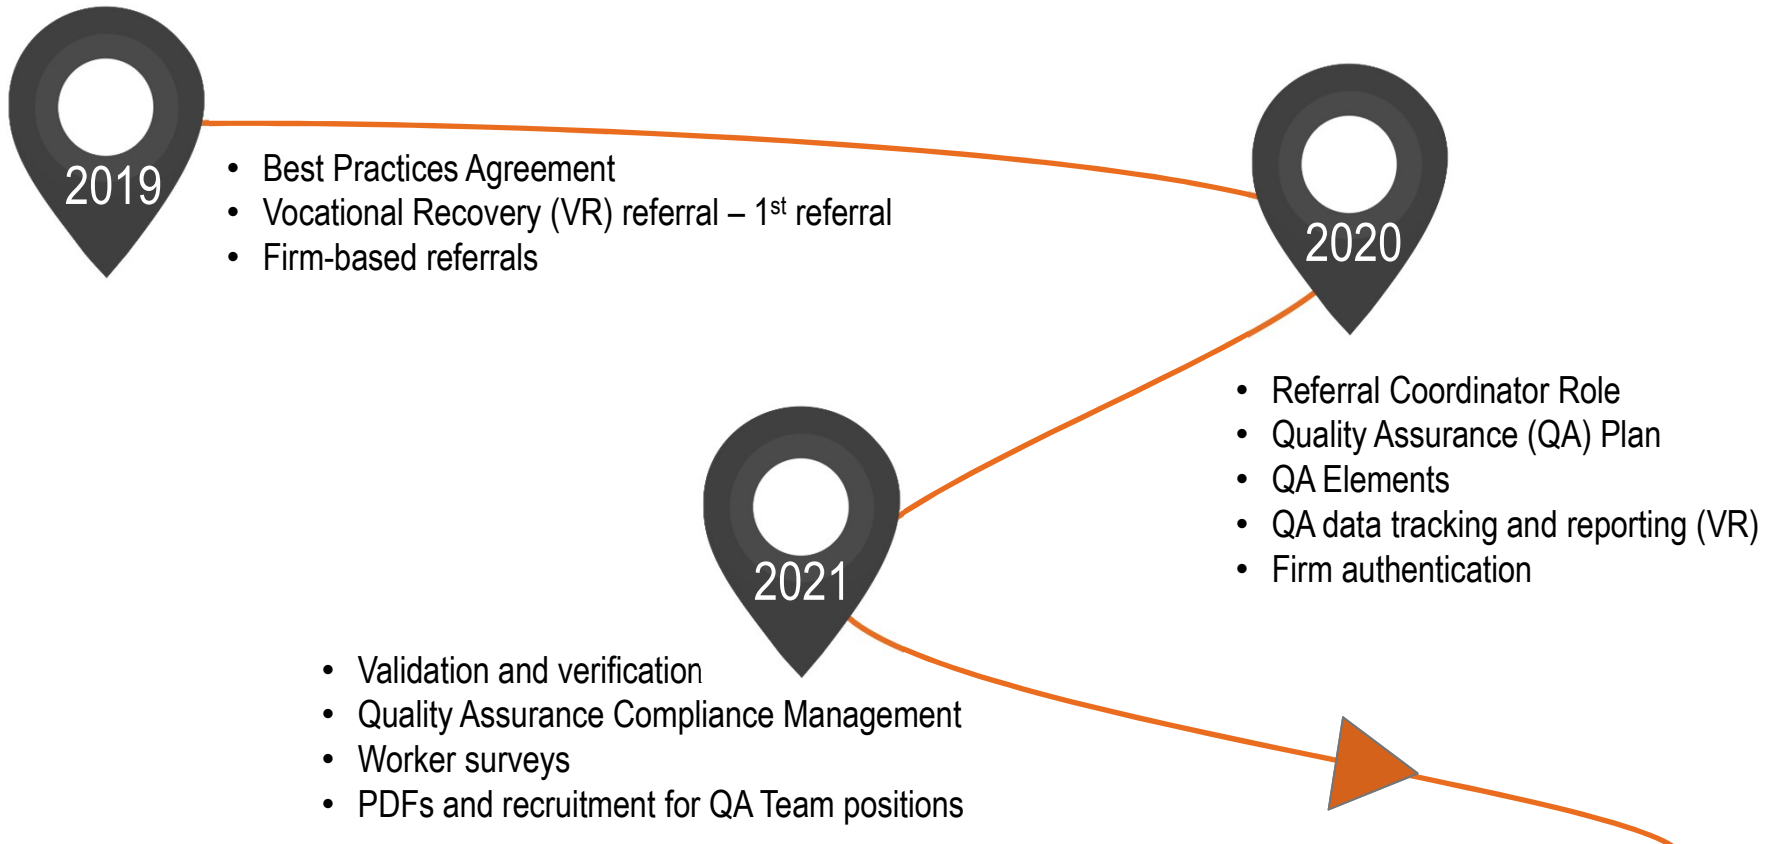 2019
• Best Practices Agreement
• Vocational Recovery (VR) referral – 1st referral
• Firm-based referrals
2020
• Referral Coordinator Role
• Quality Assurance (QA) Plan
• QA Elements
• QA data tracking and reporting (VR)
• Firm authentication
2021
• Validation and verification
• Quality Assurance Compliance Management
• Worker surveys
• PDFs and recruitment for QA Team positions